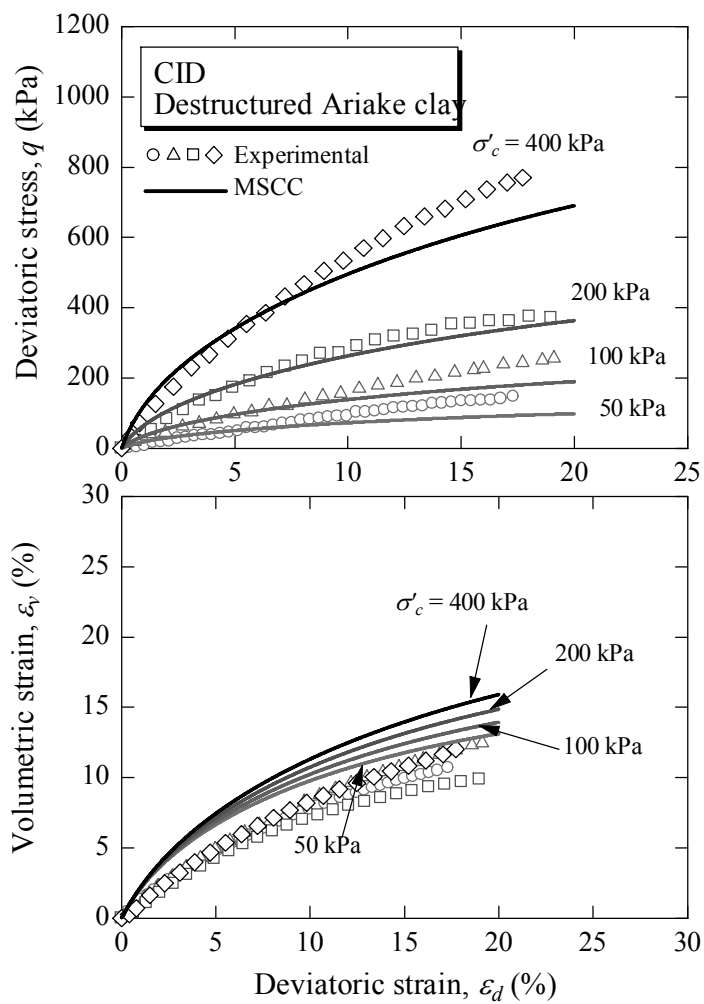 1200
1000
800
600
400
200
0
Deviatoric stress, q (kPa)
CID
Destructured Ariake clay
Experimental
MSCC
σ'c = 400 kPa
200 kPa
100 kPa
50 kPa
0 5 10 15 20 25
30
25
20
15
10
5
0
Volumetric strain, εv (%)
σ'c = 400 kPa
200 kPa
100 kPa
50 kPa
0 5 10 15 20 25 30
Deviatoric strain, εd (%)